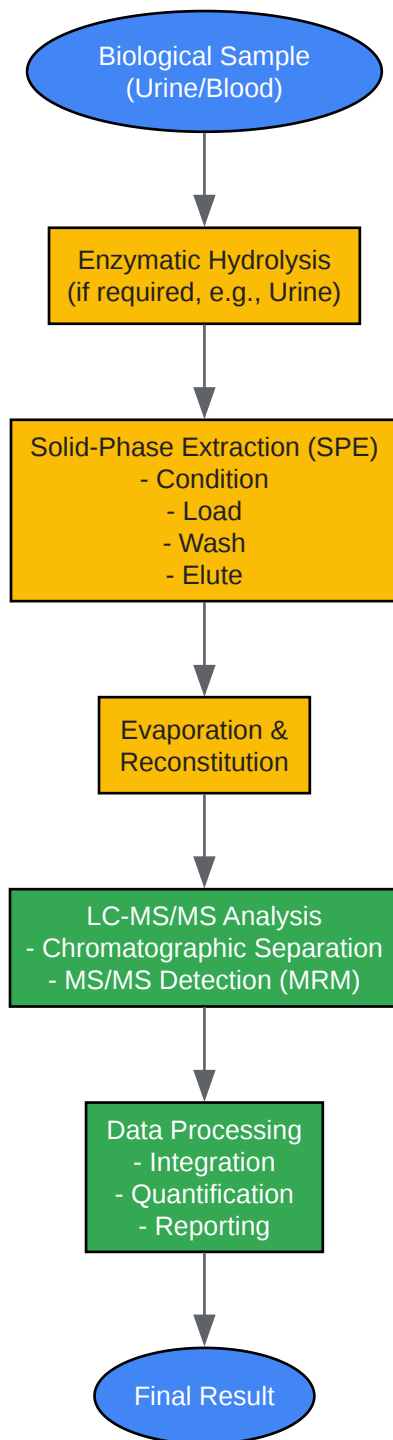 Biological Sample
(Urine/Blood)
Enzymatic Hydrolysis
(if required, e.g., Urine)
Solid-Phase Extraction (SPE)
- Condition
- Load
- Wash
- Elute
Evaporation &
Reconstitution
LC-MS/MS Analysis
- Chromatographic Separation
- MS/MS Detection (MRM)
Data Processing
- Integration
- Quantification
- Reporting
Final Result